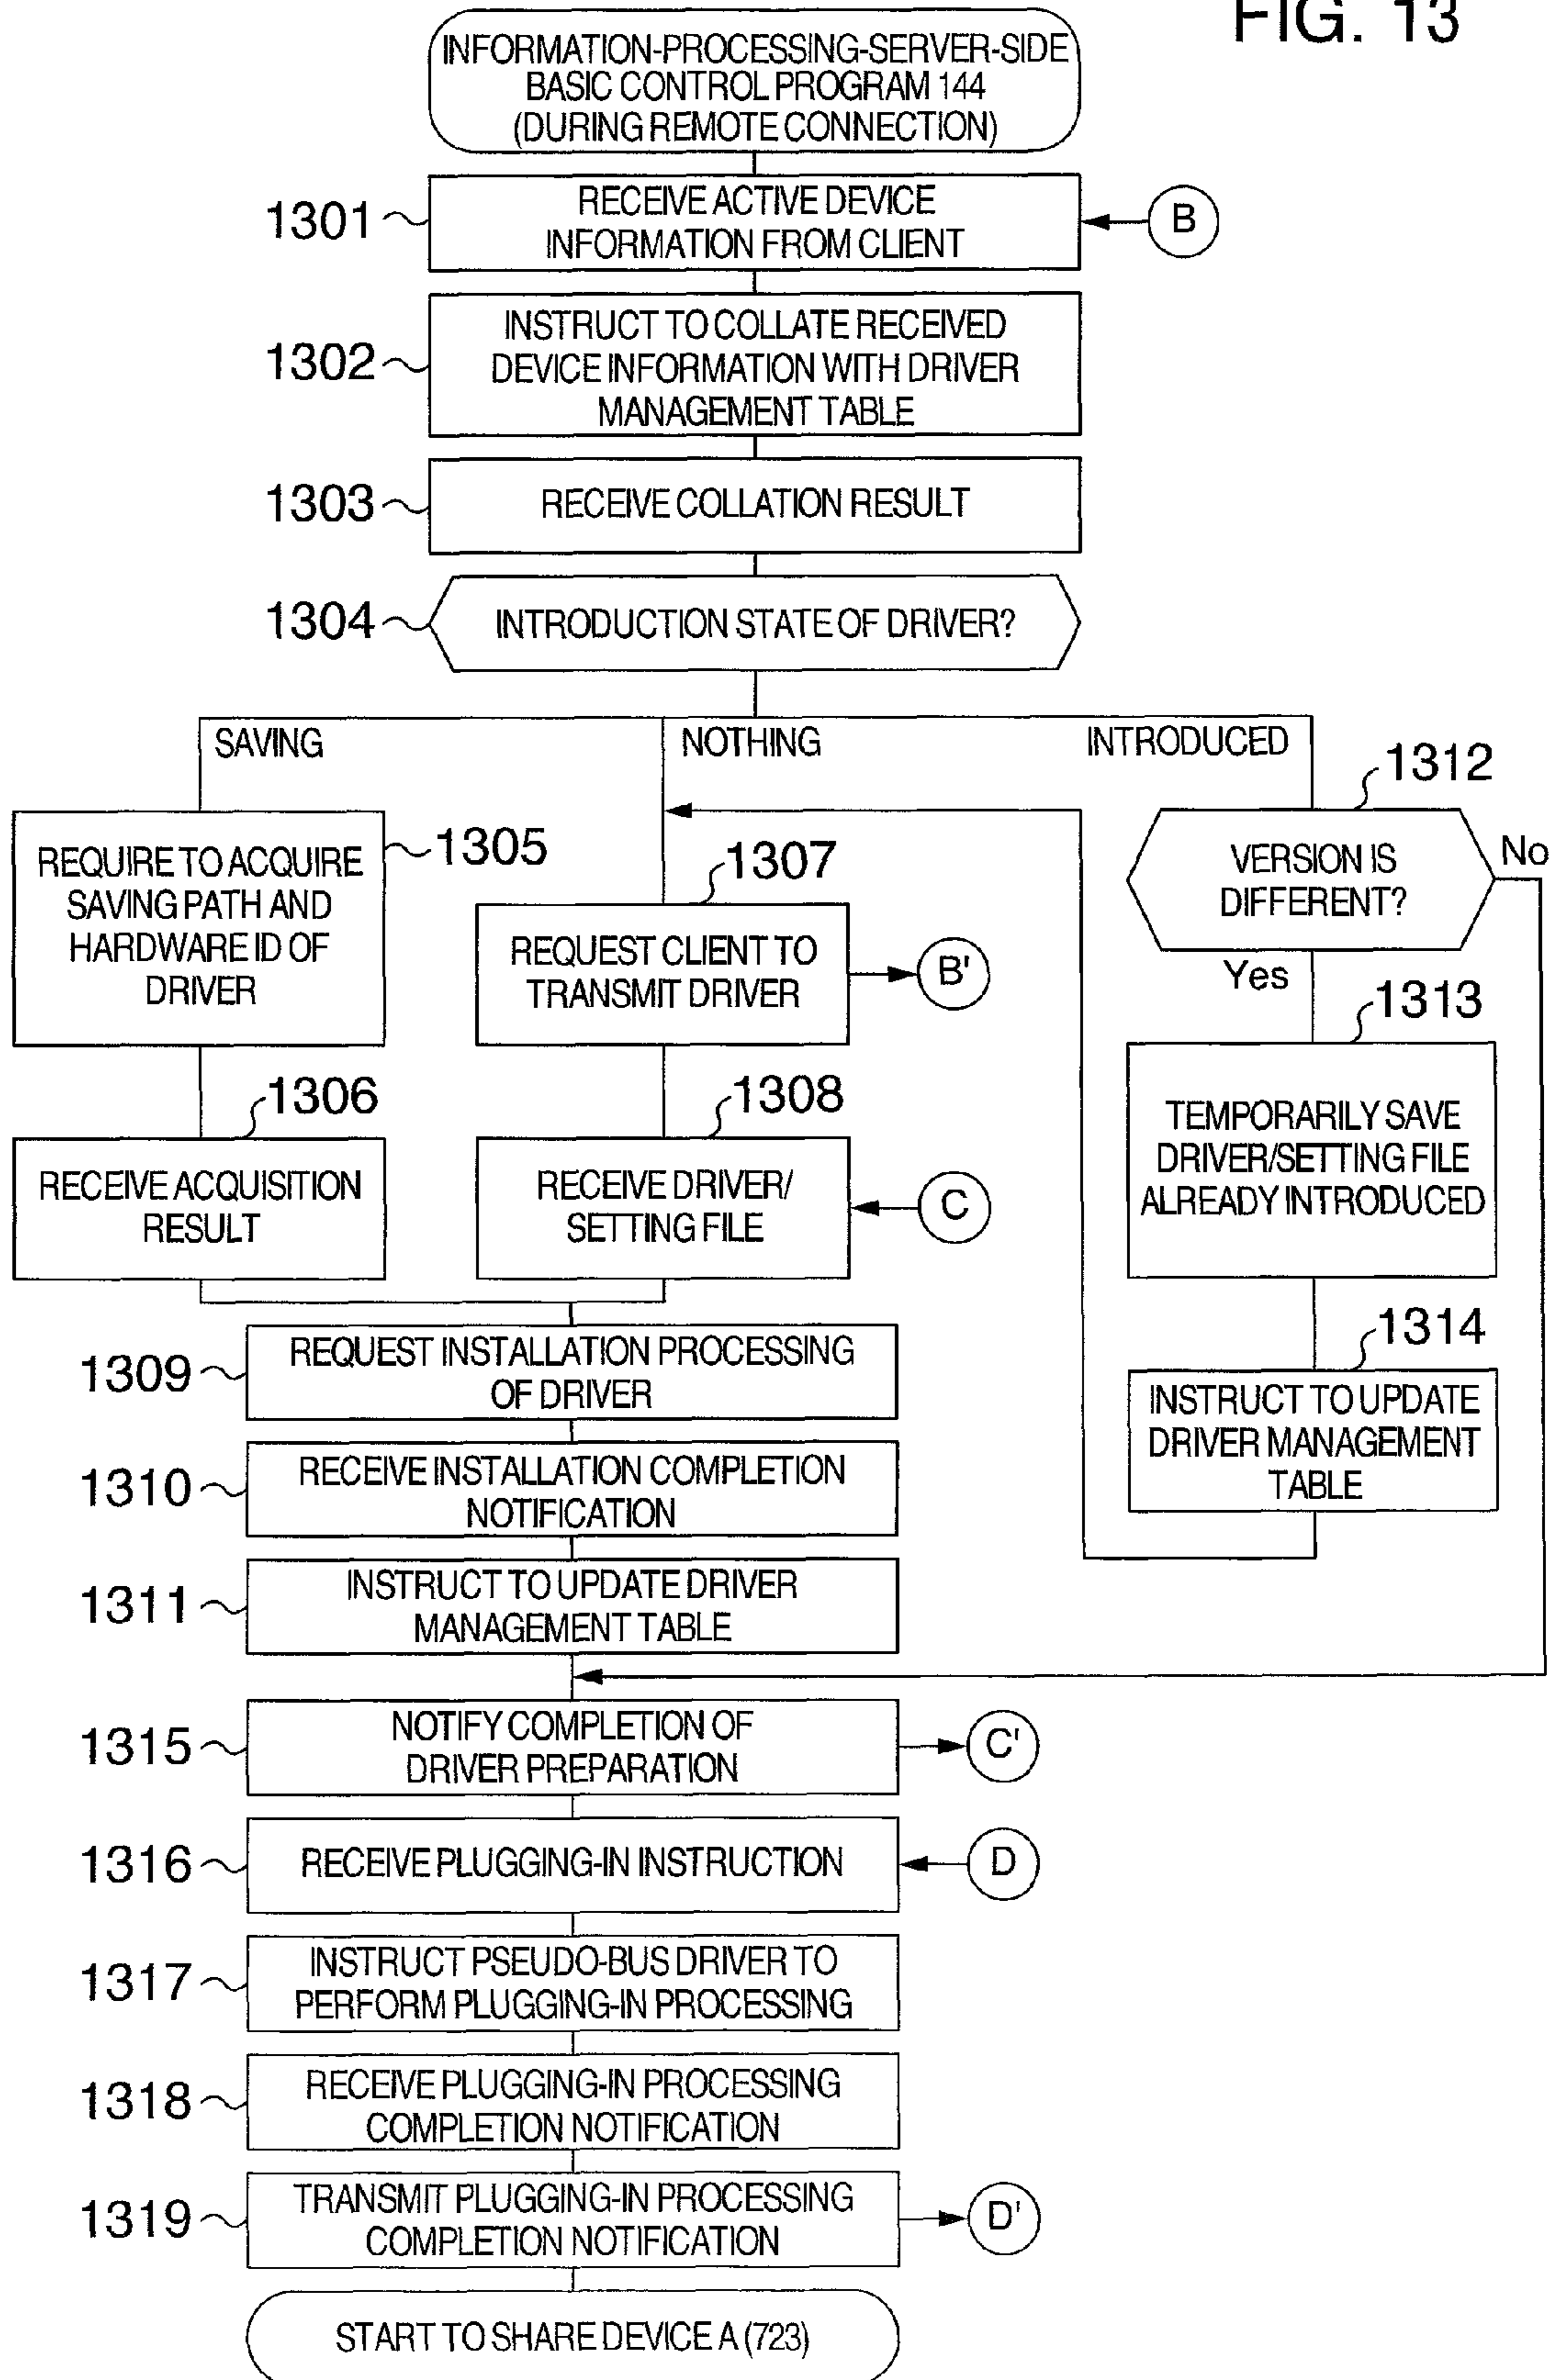 FIG. 13
INFORMATION-PROCESSING-SERVER-SIDE
BASIC CONTROL PROGRAM 144
(DURING REMOTE CONNECTION)
1301
RECEIVE ACTIVE DEVICE
INFORMATION FROM CLIENT
B
1302
INSTRUCT TO COLLATE RECEIVED
DEVICE INFORMATION WITH DRIVER
MANAGEMENT TABLE
1303
RECEIVE COLLATION RESULT
1304
INTRODUCTION STATE OF DRIVER?
SAVING
NOTHING
INTRODUCED
1305
REQUIRE TO ACQUIRE
SAVING PATH AND
HARDWARE ID OF
DRIVER
1306
RECEIVE ACQUISITION
RESULT
1307
REQUEST CLIENT TO
TRANSMIT DRIVER
B'
1308
RECEIVE DRIVER/
SETTING FILE
C
1312
VERSION IS
DIFFERENT?
No
Yes
1313
TEMPORARILY SAVE
DRIVER/SETTING FILE
ALREADY INTRODUCED
1314
INSTRUCT TO UPDATE
DRIVER MANAGEMENT
TABLE
1309
REQUEST INSTALLATION PROCESSING
OF DRIVER
1310
RECEIVE INSTALLATION COMPLETION
NOTIFICATION
1311
INSTRUCT TO UPDATE DRIVER
MANAGEMENT TABLE
1315
NOTIFY COMPLETION OF
DRIVER PREPARATION
C'
1316
RECEIVE PLUGGING-IN INSTRUCTION
D
1317
INSTRUCT PSEUDO-BUS DRIVER TO
PERFORM PLUGGING-IN PROCESSING
1318
RECEIVE PLUGGING-IN PROCESSING
COMPLETION NOTIFICATION
1319
TRANSMIT PLUGGING-IN PROCESSING
COMPLETION NOTIFICATION
D'
START TO SHARE DEVICE A (723)